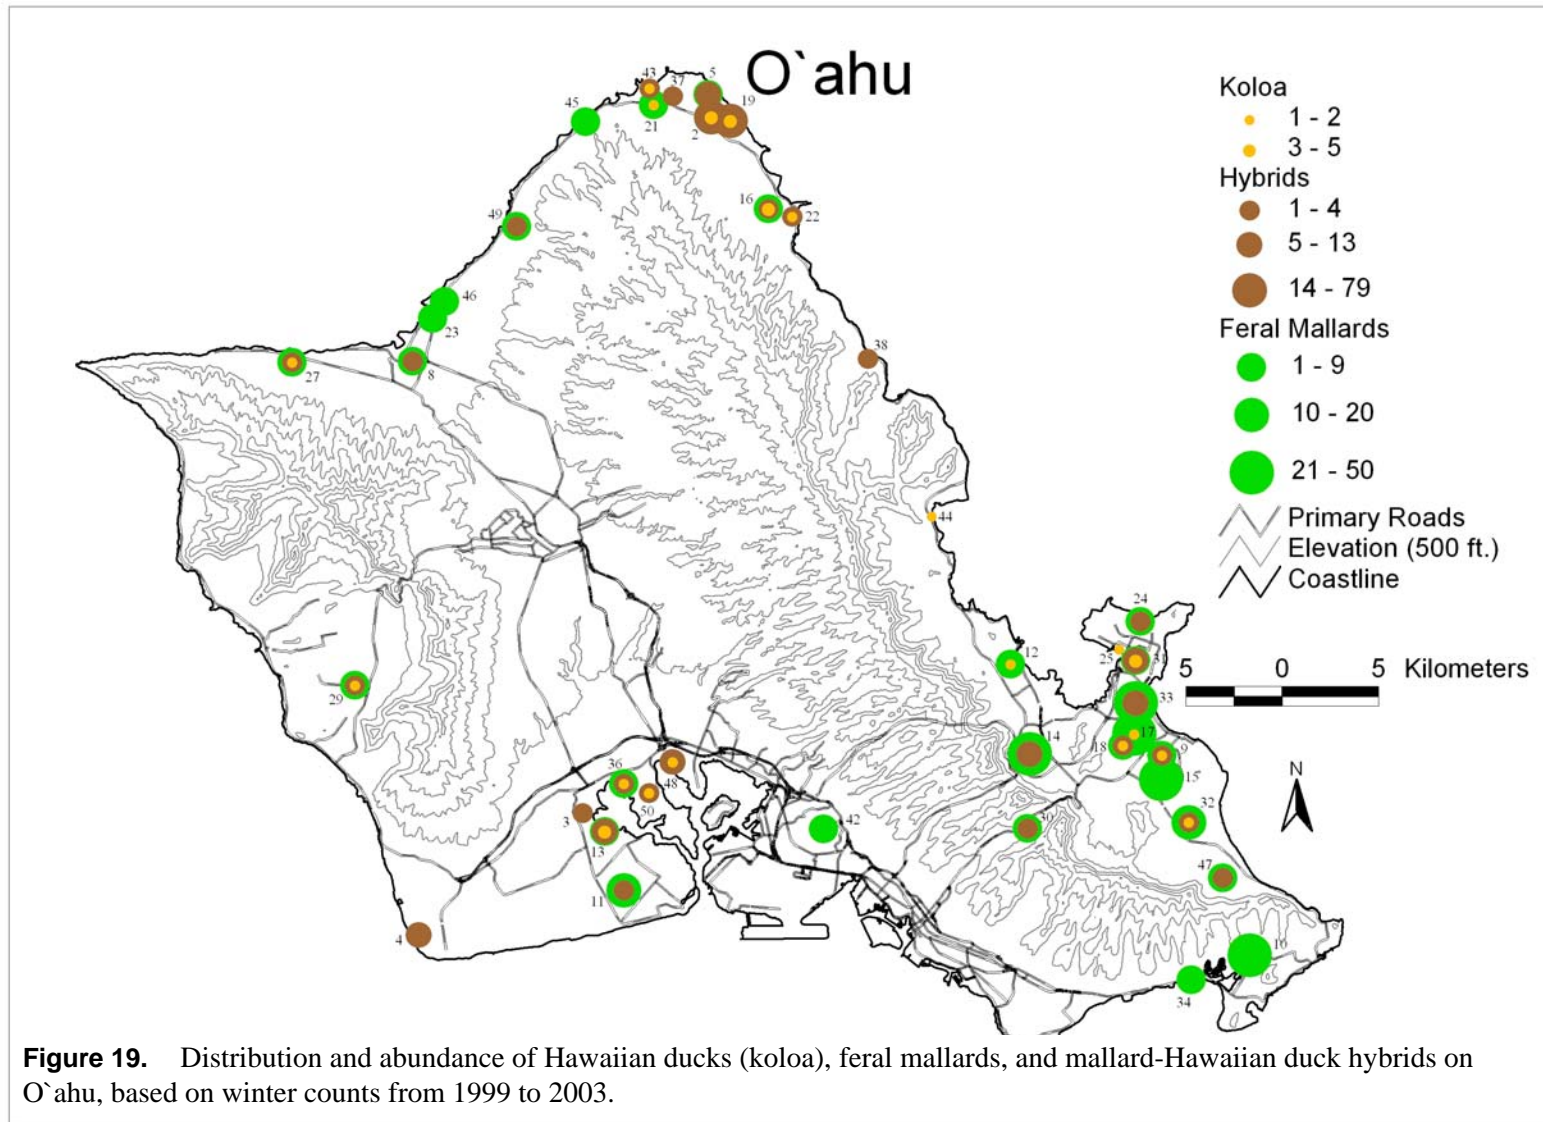 O`ahu
Koloa
1 - 2
3 - 5
Hybrids
1 - 4
5 - 13
14 - 79
Feral Mallards
1 - 9
10 - 20
21 - 50
Primary Roads
Elevation (500 ft.)
Coastline
43
37
5
45
21
2
19
16
22
49
46
23
27
8
38
44
24
12
25
31
5
0
5
Kilometers
29
33
17
14
18
9
15
36
48
50
3
13
42
30
32
N
47
11
4
10
34
Figure 19. Distribution and abundance of Hawaiian ducks (koloa), feral mallards, and mallard-Hawaiian duck hybrids on
O`ahu, based on winter counts from 1999 to 2003.